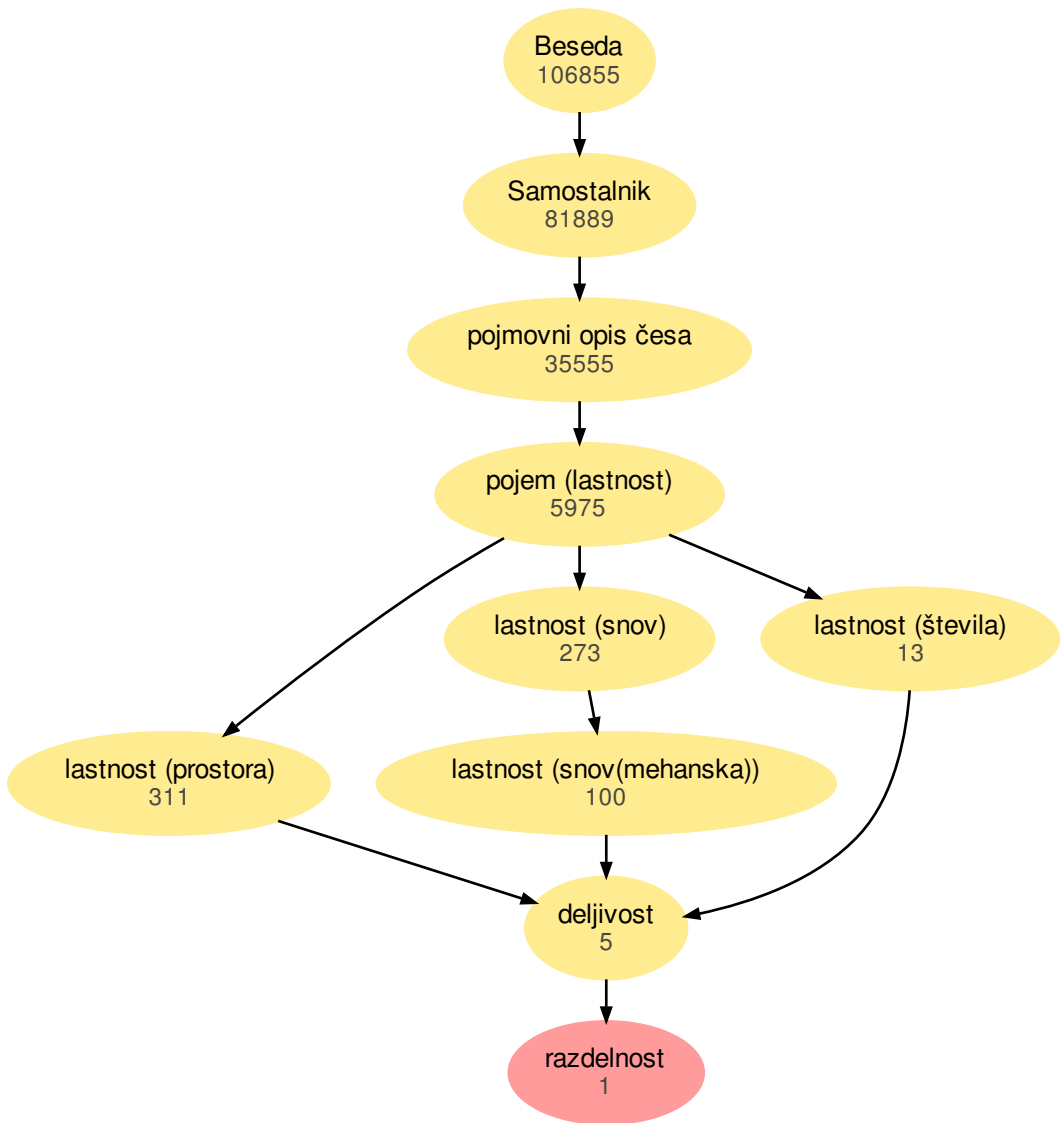 Beseda
106855
Samostalnik
81889
pojmovni opis česa
35555
pojem (lastnost)
5975
lastnost (snov)
273
lastnost (števila)
13
lastnost (prostora)
311
lastnost (snov(mehanska))
100
deljivost
5
razdelnost
1